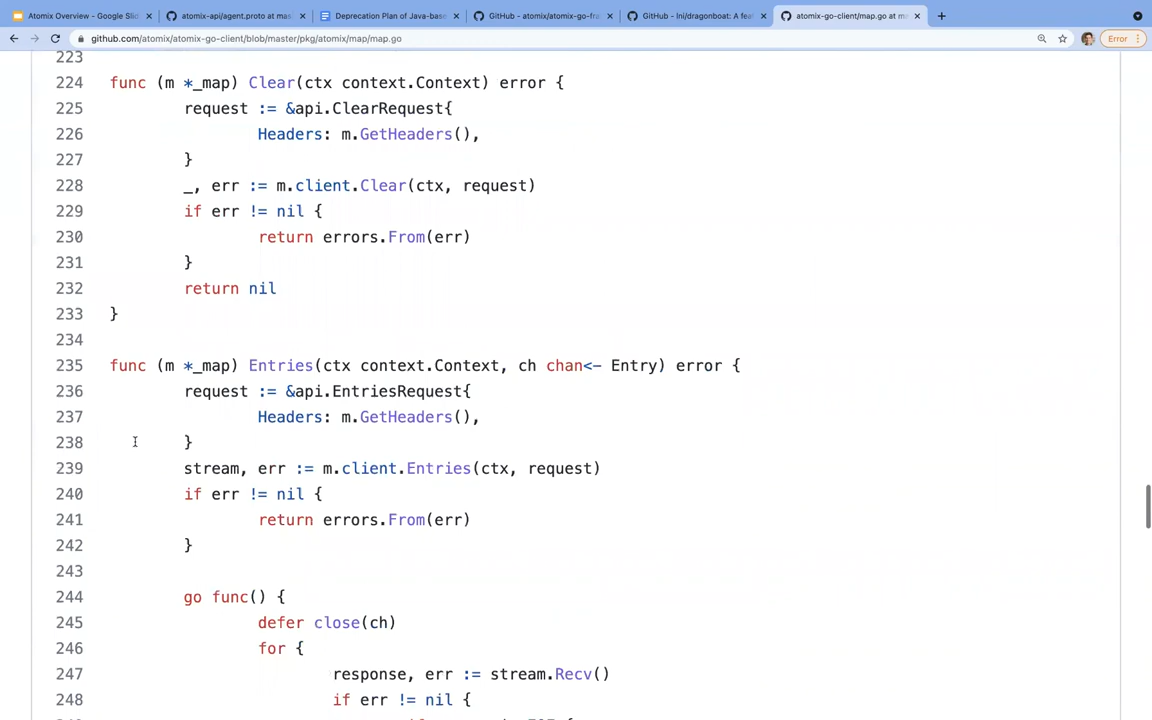 Atomix Overview - Google Slid
atomix-api/agent.proto at mas
Deprecation Plan of Java-base
GitHub - atomix/atomix-go-fra
GitHub - lni/dragonboat: A fea
atomix-go-client/map.go at m
github.com/atomix/atomix-go-client/blob/master/pkg/atomix/map/map.go
Error
223
224 func (m *_map) Clear(ctx context.Context) error {
225 request := &api.ClearRequest{
226 Headers: m.GetHeaders(),
227 }
228 _, err := m.client.Clear(ctx, request)
229 if err != nil {
230 return errors.From(err)
231 }
232 return nil
233 }
234
235 func (m *_map) Entries(ctx context.Context, ch chan<- Entry) error {
236 request := &api.EntriesRequest{
237 Headers: m.GetHeaders(),
238 }
239 stream, err := m.client.Entries(ctx, request)
240 if err != nil {
241 return errors.From(err)
242 }
243
244 go func() {
245 defer close(ch)
246 for {
247 response, err := stream.Recv()
248 if err != nil {